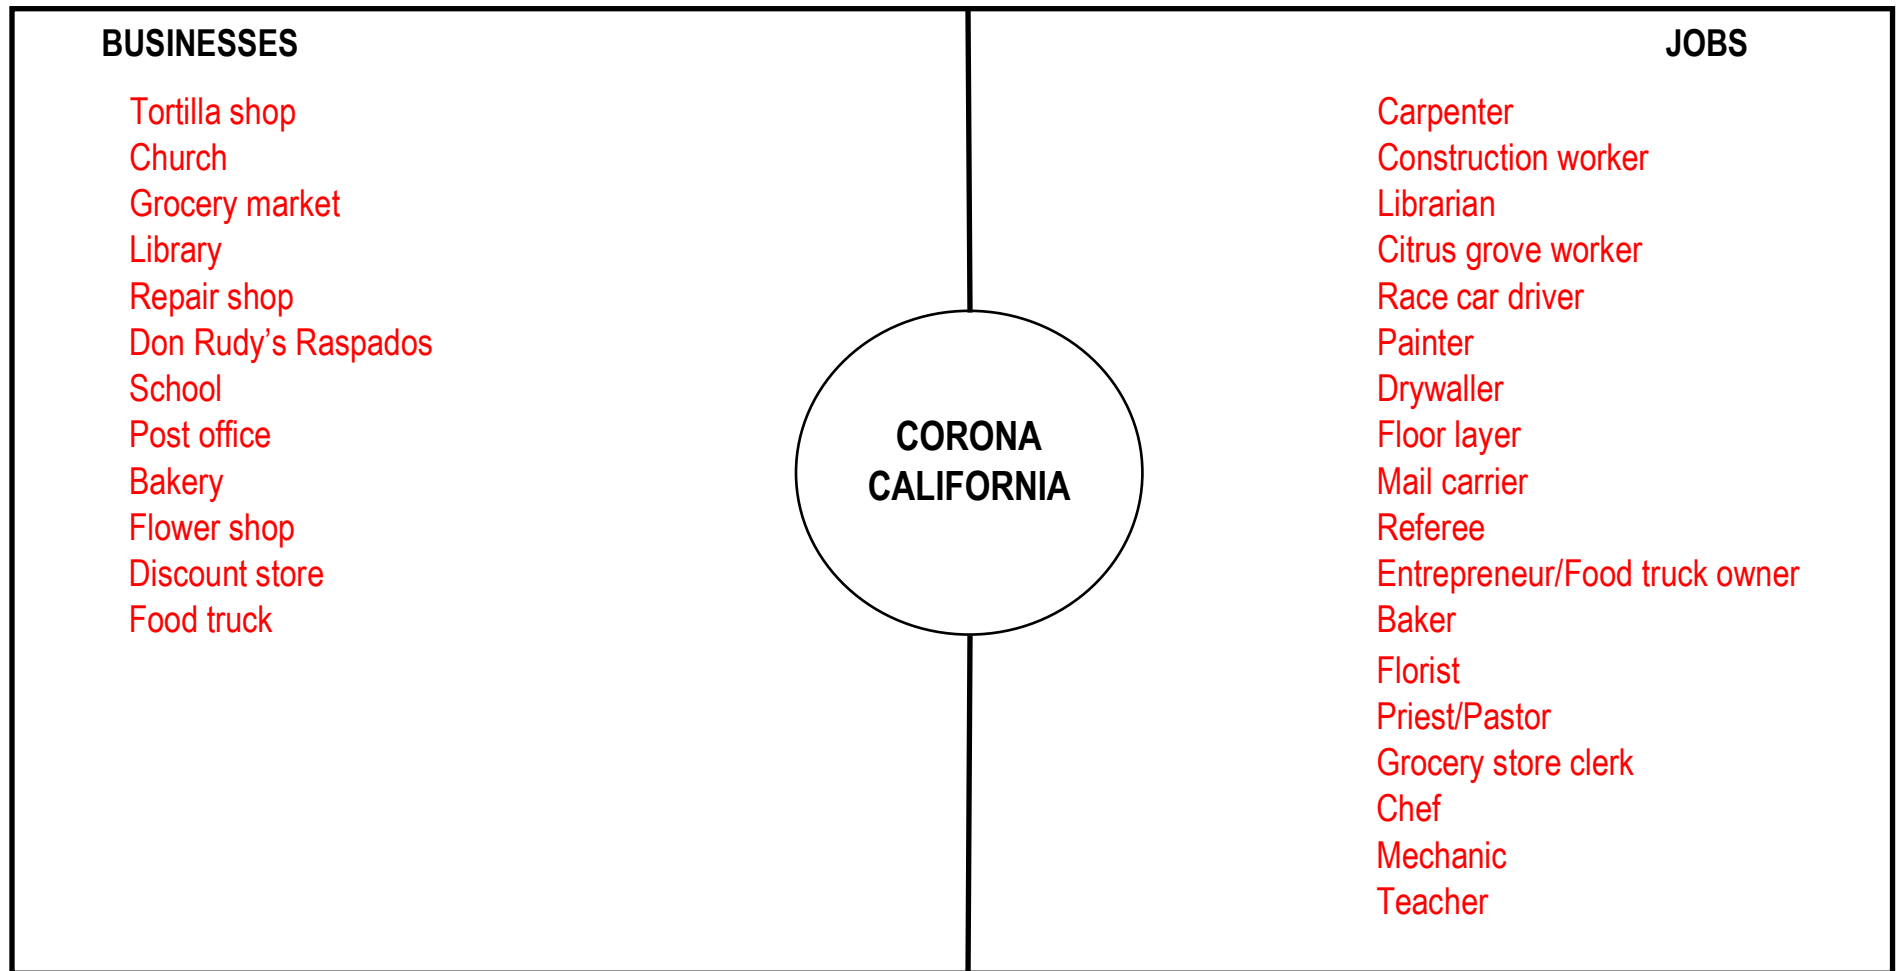 BUSINESSES
Tortilla shop
Church
Grocery market
Library
Repair shop
Don Rudy’s Raspados
School
Post office
Bakery
Flower shop
Discount store
Food truck
CORONA
CALIFORNIA
JOBS
Carpenter
Construction worker
Librarian
Citrus grove worker
Race car driver
Painter
Drywaller
Floor layer
Mail carrier
Referee
Entrepreneur/Food truck owner
Baker
Florist
Priest/Pastor
Grocery store clerk
Chef
Mechanic
Teacher